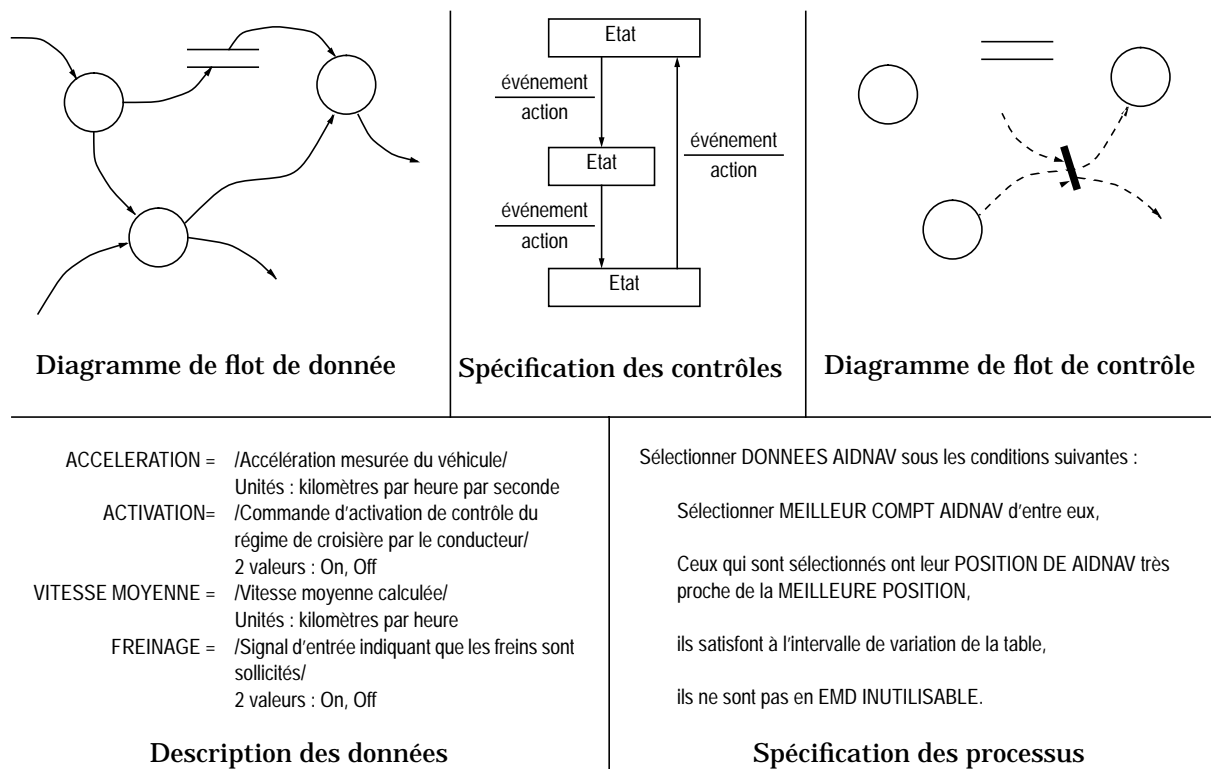 Etat
événement
action
événement
action
Etat
événement
action
Etat
Diagramme de flot de donnée
Spécification des contrôles
Diagramme de flot de contrôle
ACCELERATION = /Accélération mesurée du véhicule/
Unités : kilomètres par heure par seconde
ACTIVATION= /Commande d'activation de contrôle du
régime de croisière par le conducteur/
2 valeurs : On, Off
VITESSE MOYENNE = /Vitesse moyenne calculée/
Unités : kilomètres par heure
FREINAGE = /Signal d'entrée indiquant que les freins sont
sollicités/
2 valeurs : On, Off
Description des données
Sélectionner DONNEES AIDNAV sous les conditions suivantes :
Sélectionner MEILLEUR COMPT AIDNAV d'entre eux,
Ceux qui sont sélectionnés ont leur POSITION DE AIDNAV très
proche de la MEILLEURE POSITION,
ils satisfont à l'intervalle de variation de la table,
ils ne sont pas en EMD INUTILISABLE.
Spécification des processus